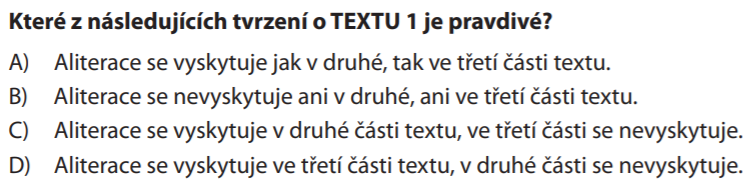 Které z následujících tvrzení o TEXTU 1 je pravdivé?
A) Aliterace se vyskytuje jak v druhé, tak ve třetí části textu.
B) Aliterace se nevyskytuje ani v druhé, ani ve třetí části textu.
C) Aliterace se vyskytuje v druhé části textu, ve třetí části se nevyskytuje.
D) Aliterace se vyskytuje ve třetí části textu, v druhé části se nevyskytuje.